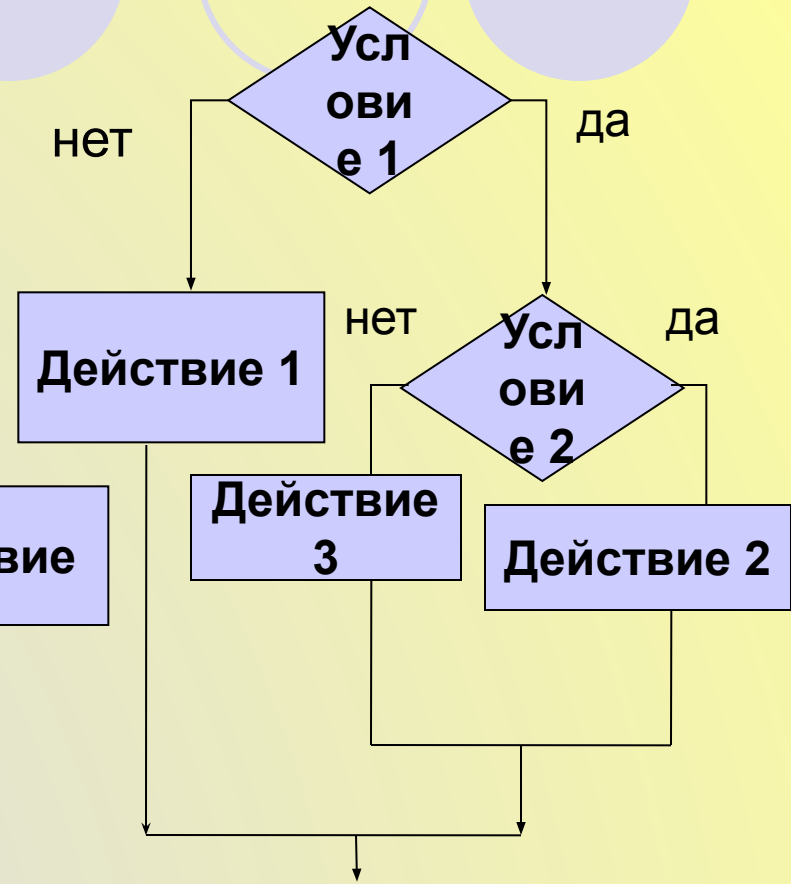 Усл
ови
е 1
нет
да
Действие 1
нет
да
Усл
ови
е 2
Действие
3
Действие 2
вие